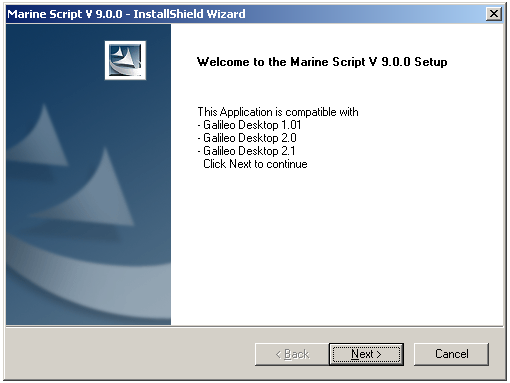 Marine Script V 9.0.0 - InstallShield Wizard
Welcome to the Marine Script V 9.0.0 Setup
This Application is compatible with
- Galileo Desktop 1.01
- Galileo Desktop 2.0
- Galileo Desktop 2.1
Click Next to continue
< Back
Next >
Cancel